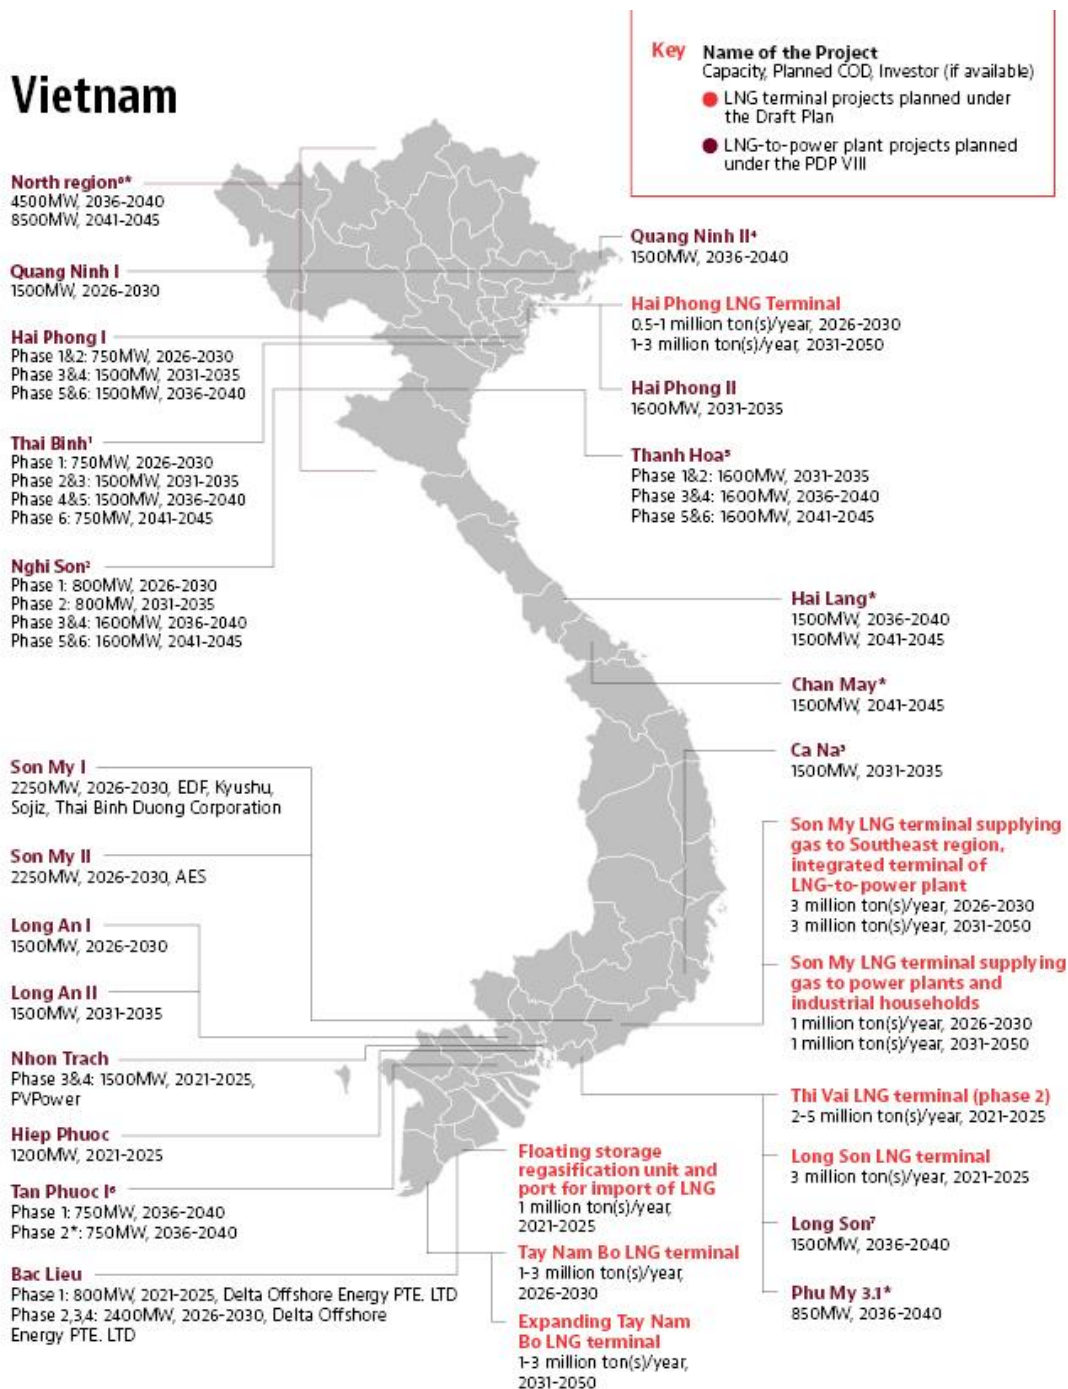 Vietnam
Key
Name of the Project
Capacity, Planned COD, Investor (if available)
LNG terminal projects planned under
the Draft Plan
LNG-to-power plant projects planned
under the PDP VIII
North region⁰*
4500MW, 2036-2040
8500MW, 2041-2045
Quang Ninh I
1500MW, 2026-2030
Hai Phong I
Phase 1&2: 750MW, 2026-2030
Phase 3&4: 1500MW, 2031-2035
Phase 5&6: 1500MW, 2036-2040
Thai Binh¹
Phase 1: 750MW, 2026-2030
Phase 2&3: 1500MW, 2031-2035
Phase 4&5: 1500MW, 2036-2040
Phase 6: 750MW, 2041-2045
Nghi Son²
Phase 1: 800MW, 2026-2030
Phase 2: 800MW, 2031-2035
Phase 3&4: 1600MW, 2036-2040
Phase 5&6: 1600MW, 2041-2045
Son My I
2250MW, 2026-2030, EDF, Kyushu,
Sojiz, Thai Binh Duong Corporation
Son My II
2250MW, 2026-2030, AES
Long An I
1500MW, 2026-2030
Long An II
1500MW, 2031-2035
Nhon Trach
Phase 3&4: 1500MW, 2021-2025,
PVPower
Hiep Phuoc
1200MW, 2021-2025
Tan Phuoc I⁶
Phase 1: 750MW, 2036-2040
Phase 2*: 750MW, 2036-2040
Bac Lieu
Phase 1: 800MW, 2021-2025, Delta Offshore Energy PTE. LTD
Phase 2,3,4: 2400MW, 2026-2030, Delta Offshore
Energy PTE. LTD
Quang Ninh II⁴
1500MW, 2036-2040
Hai Phong LNG Terminal
0.5-1 million ton(s)/year, 2026-2030
1-3 million ton(s)/year, 2031-2050
Hai Phong II
1600MW, 2031-2035
Thanh Hoa⁵
Phase 1&2: 1600MW, 2031-2035
Phase 3&4: 1600MW, 2036-2040
Phase 5&6: 1600MW, 2041-2045
Hai Lang*
1500MW, 2036-2040
1500MW, 2041-2045
Chan May*
1500MW, 2041-2045
Ca Na³
1500MW, 2031-2035
Son My LNG terminal supplying
gas to Southeast region,
integrated terminal of
LNG-to-power plant
3 million ton(s)/year, 2026-2030
3 million ton(s)/year, 2031-2050
Son My LNG terminal supplying
gas to power plants and
industrial households
1 million ton(s)/year, 2026-2030
1 million ton(s)/year, 2031-2050
Thi Vai LNG terminal (phase 2)
2-5 million ton(s)/year, 2021-2025
Long Son LNG terminal
3 million ton(s)/year, 2021-2025
Long Son⁷
1500MW, 2036-2040
Phu My 3.1*
850MW, 2036-2040
Floating storage
regasification unit and
port for import of LNG
1 million ton(s)/year,
2021-2025
Tay Nam Bo LNG terminal
1-3 million ton(s)/year,
2026-2030
Expanding Tay Nam
Bo LNG terminal
1-3 million ton(s)/year,
2031-2050